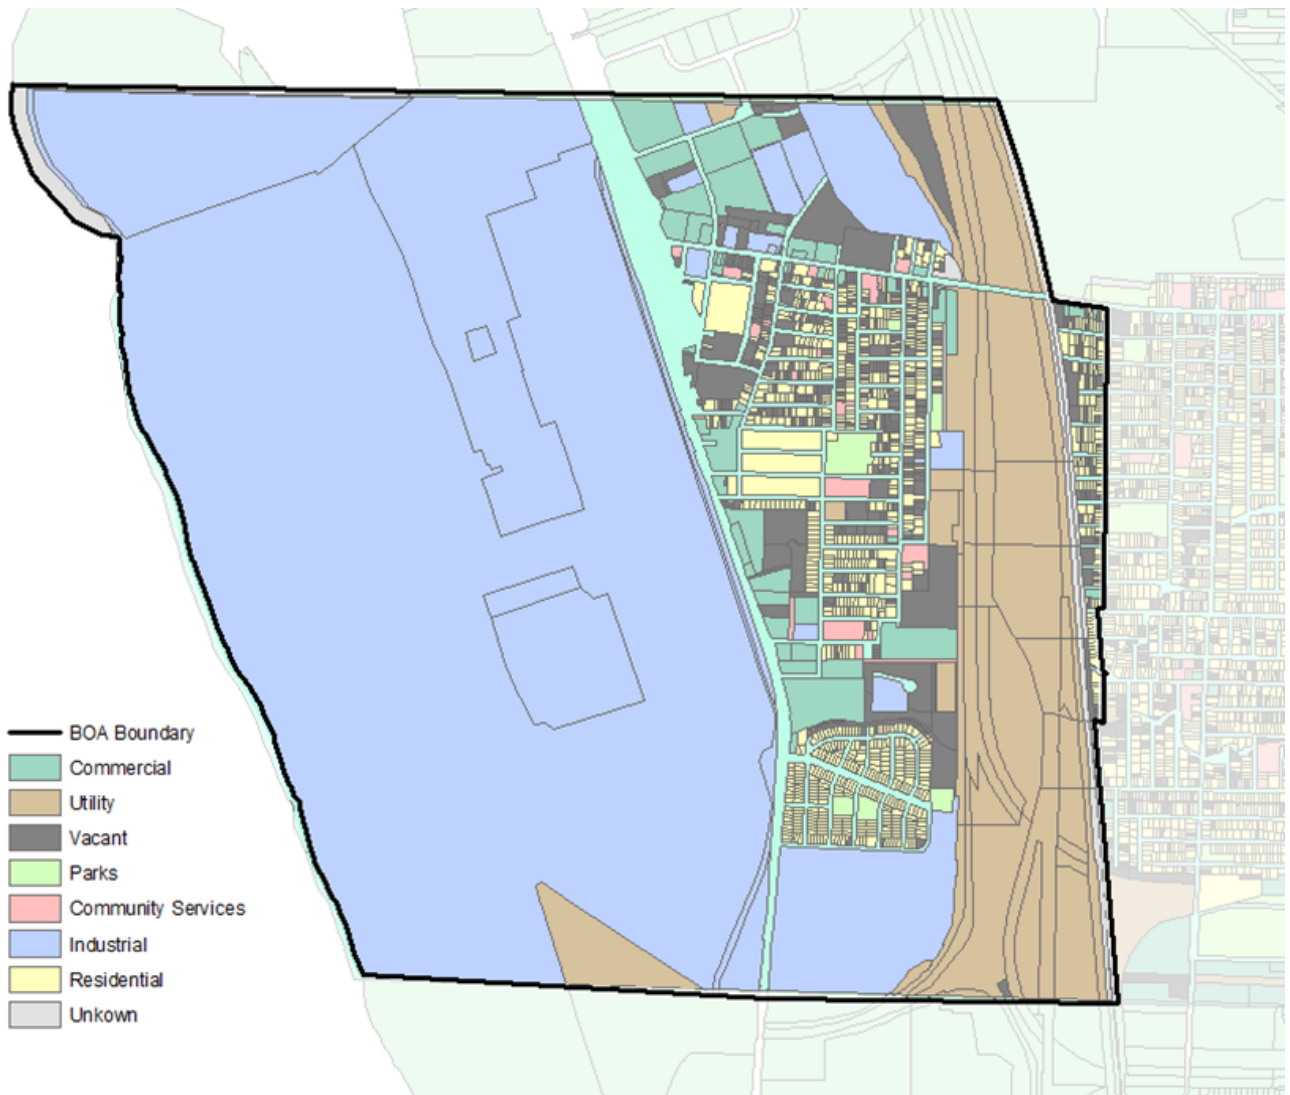 BOA Boundary
Commercial
Utility
Vacant
Parks
Community Services
Industrial
Residential
Unkown